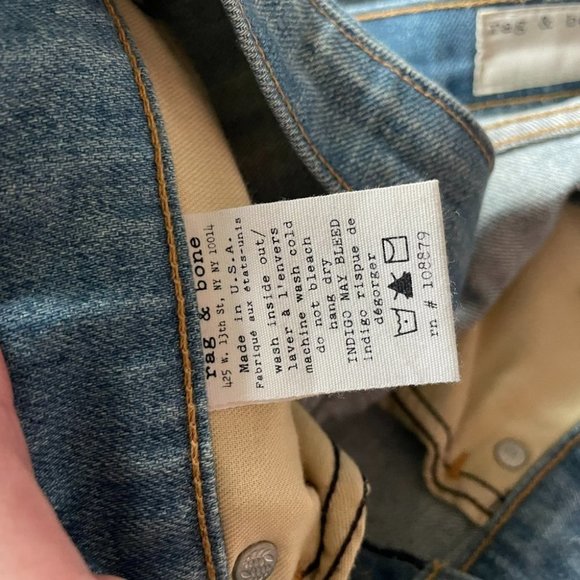 rag & bone
425 W. 13th St, NY NY 10014
Made in U.S.A.
Fabriqué aux états-unis
wash inside out/
laver à l'envers
machine wash cold
do not bleach
hang dry
INDIGO MAY BLEED
indigo risque de
dégorger
rn # 108879
rag & b